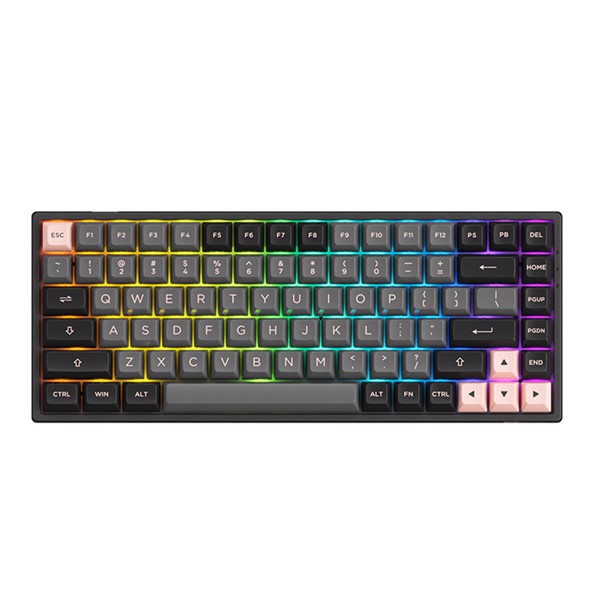 ESC F1 F2 F3 F4 F5 F6 F7 F8 F9 F10 F11 F12 PS PB DEL
~ ` ! 1 @ 2 # 3 $ 4 % 5 ^ 6 & 7 * 8 ( 9 ) 0 _ - + = ← HOME
⇌ Q W E R T Y U I O P { [ } ] | \ PGUP
⇩ A S D F G H J K L : ; " ' ↵ PGDN
⇧ Z X C V B N M < , > . ? / ⇧ ▲ END
CTRL WIN ALT ALT FN CTRL ◀ ▼ ▶